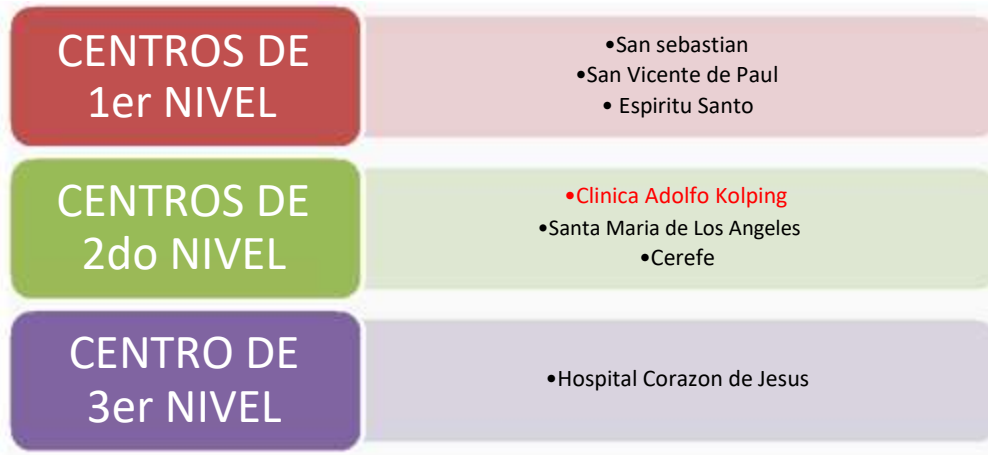 CENTROS DE
1er NIVEL
•San sebastian
•San Vicente de Paul
• Espiritu Santo
CENTROS DE
2do NIVEL
•Clinica Adolfo Kolping
•Santa Maria de Los Angeles
•Cerefe
CENTRO DE
3er NIVEL
•Hospital Corazon de Jesus